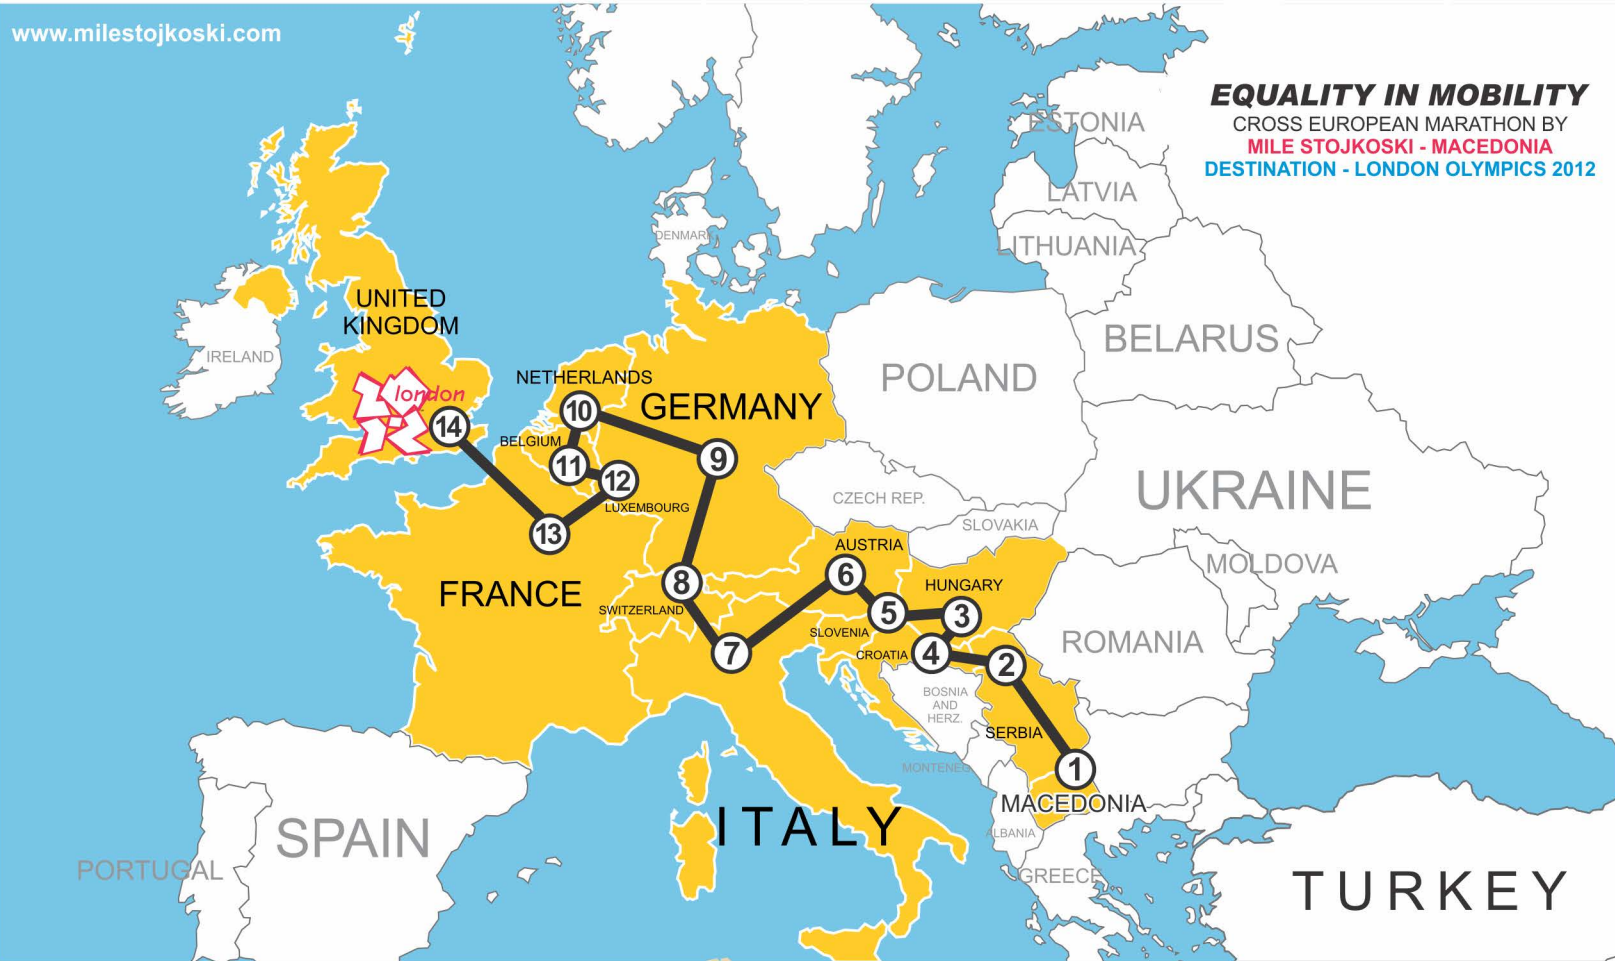 www.milestojkoski.com
EQUALITY IN MOBILITY
CROSS EUROPEAN MARATHON BY
MILE STOJKOSKI - MACEDONIA
DESTINATION - LONDON OLYMPICS 2012
ESTONIA
LATVIA
LITHUANIA
DENMARK
UNITED
KINGDOM
IRELAND
BELARUS
POLAND
NETHERLANDS
GERMANY
london
14
10
BELGIUM
11
9
12
LUXEMBOURG
13
CZECH REP.
UKRAINE
SLOVAKIA
AUSTRIA
MOLDOVA
FRANCE
8
6
HUNGARY
SWITZERLAND
5
3
SLOVENIA
ROMANIA
7
CROATIA
4
2
BOSNIA
AND
HERZ.
SERBIA
MONTENEG
1
MACEDONIA
ITALY
ALBANIA
SPAIN
PORTUGAL
GREECE
TURKEY